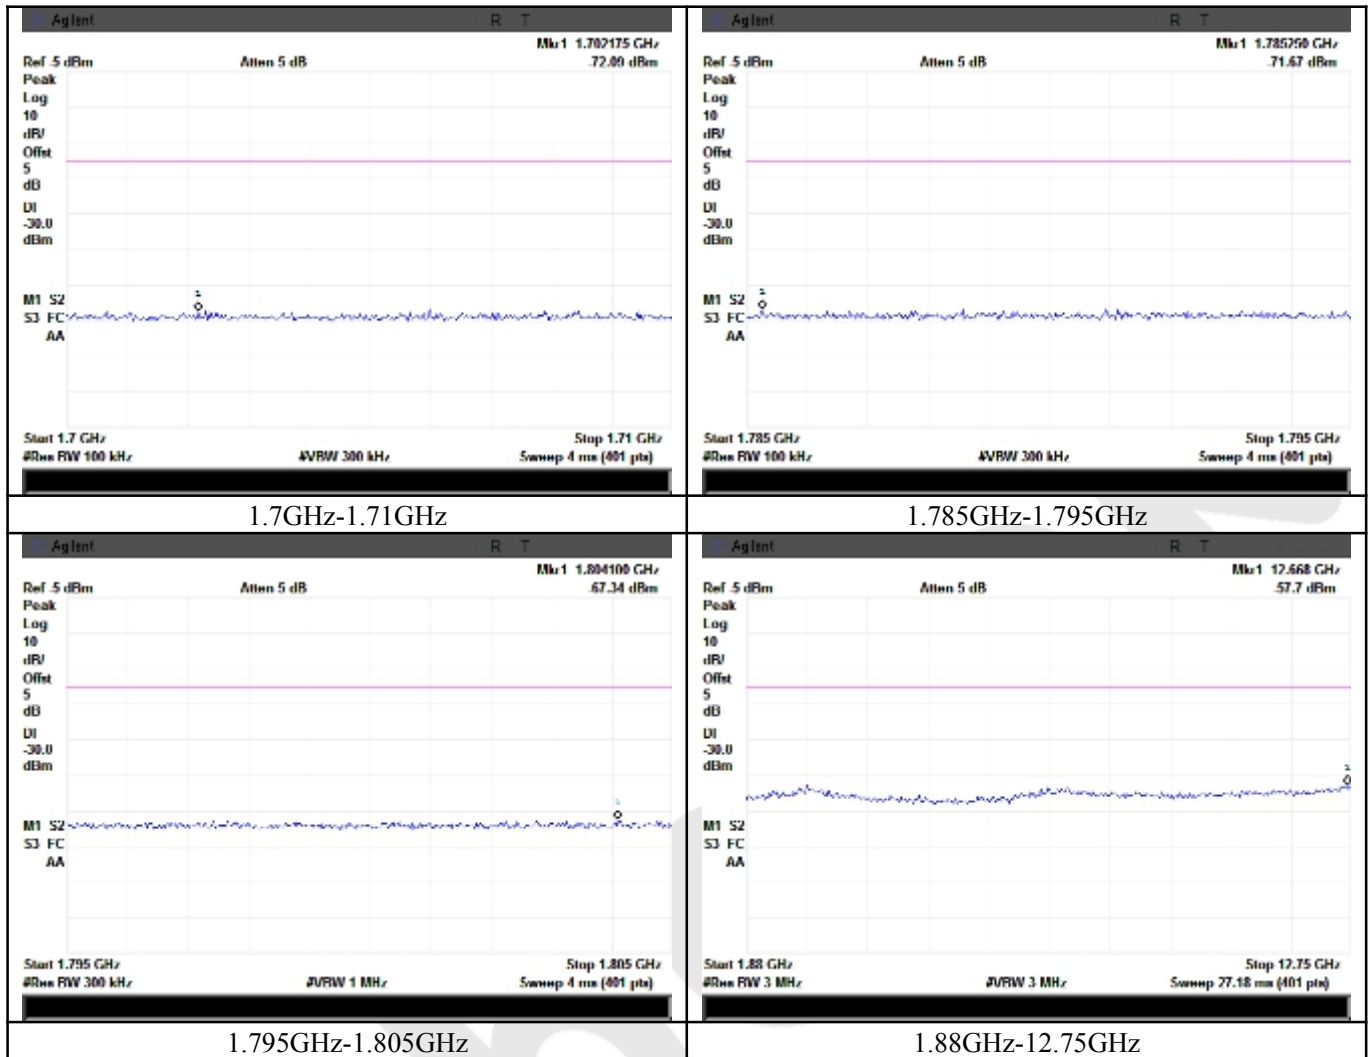 Agilent R T
Mkr1 1.702175 GHz
Ref -5 dBm Atten 5 dB -72.09 dBm
Peak
Log
10
dB/
Offst
5
dB
DI
-30.0
dBm
1
M1 S2
S3 FC
AA
Start 1.7 GHz Stop 1.71 GHz
#Res BW 100 kHz #VBW 300 kHz Sweep 4 ms (401 pts)
1.7GHz-1.71GHz
Agilent R T
Mkr1 1.785250 GHz
Ref -5 dBm Atten 5 dB -71.67 dBm
Peak
Log
10
dB/
Offst
5
dB
DI
-30.0
dBm
1
M1 S2
S3 FC
AA
Start 1.785 GHz Stop 1.795 GHz
#Res BW 100 kHz #VBW 300 kHz Sweep 4 ms (401 pts)
1.785GHz-1.795GHz
Agilent R T
Mkr1 1.804100 GHz
Ref -5 dBm Atten 5 dB -67.34 dBm
Peak
Log
10
dB/
Offst
5
dB
DI
-30.0
dBm
1
M1 S2
S3 FC
AA
Start 1.795 GHz Stop 1.805 GHz
#Res BW 300 kHz #VBW 1 MHz Sweep 4 ms (401 pts)
1.795GHz-1.805GHz
Agilent R T
Mkr1 12.668 GHz
Ref -5 dBm Atten 5 dB -57.7 dBm
Peak
Log
10
dB/
Offst
5
dB
DI
-30.0
dBm
1
M1 S2
S3 FC
AA
Start 1.88 GHz Stop 12.75 GHz
#Res BW 3 MHz #VBW 3 MHz Sweep 27.18 ms (401 pts)
1.88GHz-12.75GHz